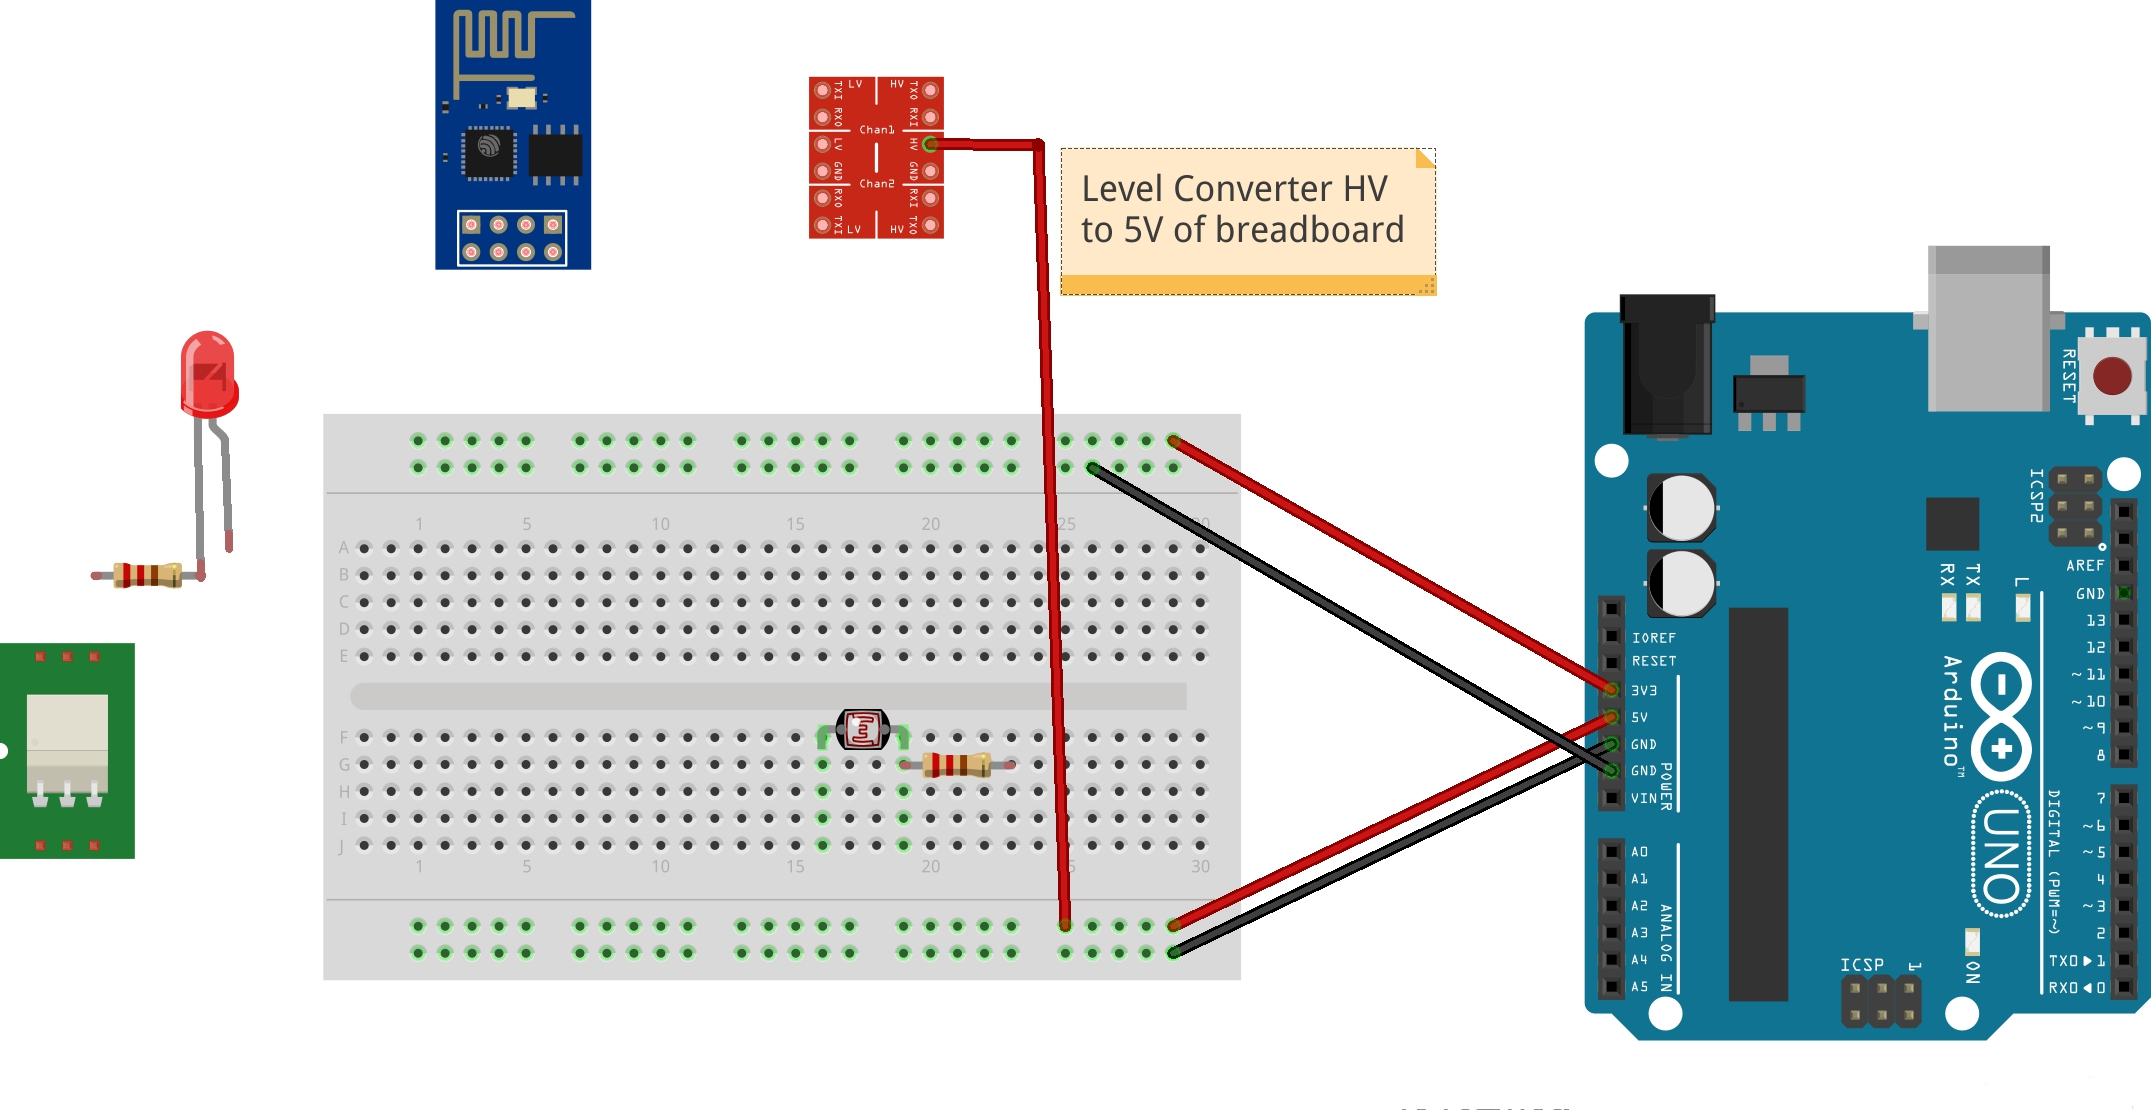 LV HV
TXI TXO
RXO RXI
Chan1
LV HV
GND GND
Chan2
RXO RXI
TXI TXO
LV HV
Level Converter HV
to 5V of breadboard
RESET
ICSP2
1 5 10 15 20 25 30
A
B
C
D
E
F
G
H
I
J
1 5 10 15 20 5 30
IOREF
RESET
3V3
5V
GND
GND
VIN
POWER
A0
A1
A2
A3
A4
A5
ANALOG IN
RX TX L
Arduino™
UNO
AREF
GND
13
12
~11
~10
~9
8
7
~6
~5
4
~3
2
TX0▶1
RX0◀0
DIGITAL (PWM=~)
ICSP 1
ON